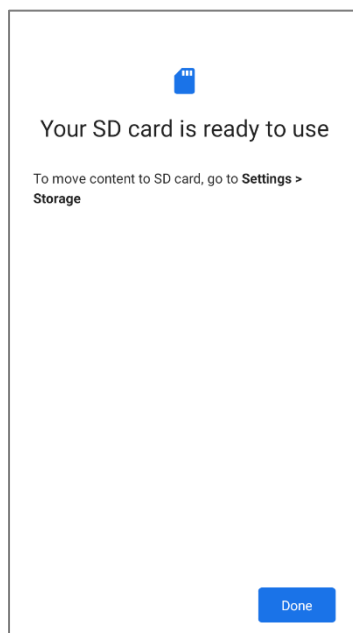 Your SD card is ready to use
To move content to SD card, go to Settings >
Storage
Done